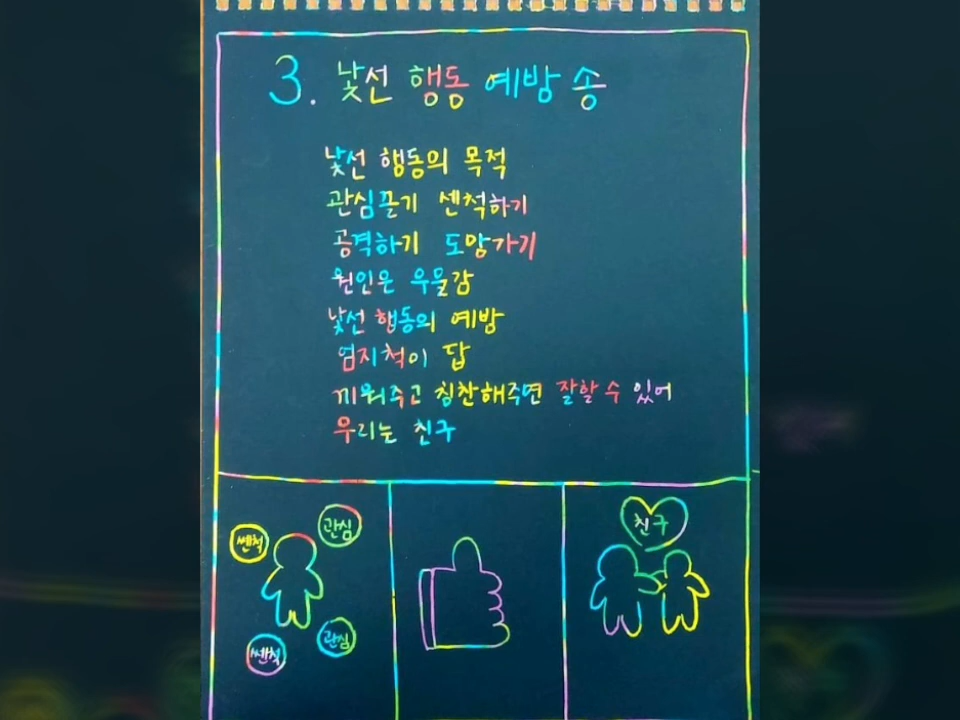 3. 낯선 행동 예방 송
낯선 행동의 목적
관심끌기 센척하기
공격하기 도망가기
원인은 우울감
낯선 행동의 예방
엄지척이 답
끼워주고 칭찬해주면 잘할 수 있어
우리는 친구
관심
쎈척
친구
관심
쎈척